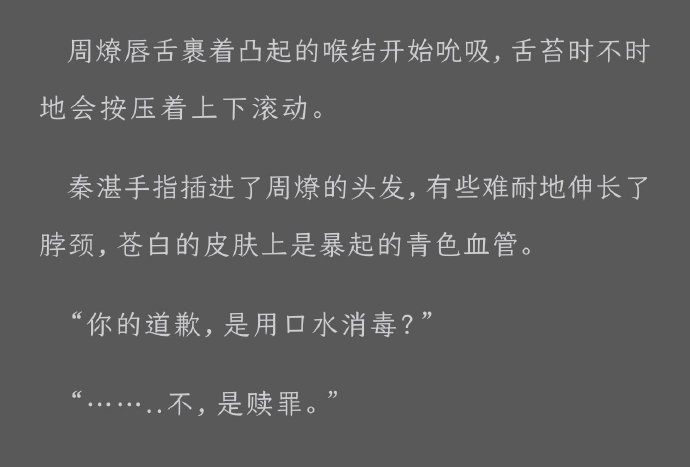 周燎唇舌裹着凸起的喉结开始吮吸，舌苔时不时
地会按压着上下滚动。
秦湛手指插进了周燎的头发，有些难耐地伸长了
脖颈，苍白的皮肤上是暴起的青色血管。
“你的道歉，是用口水消毒？”
“……..不，是赎罪。”